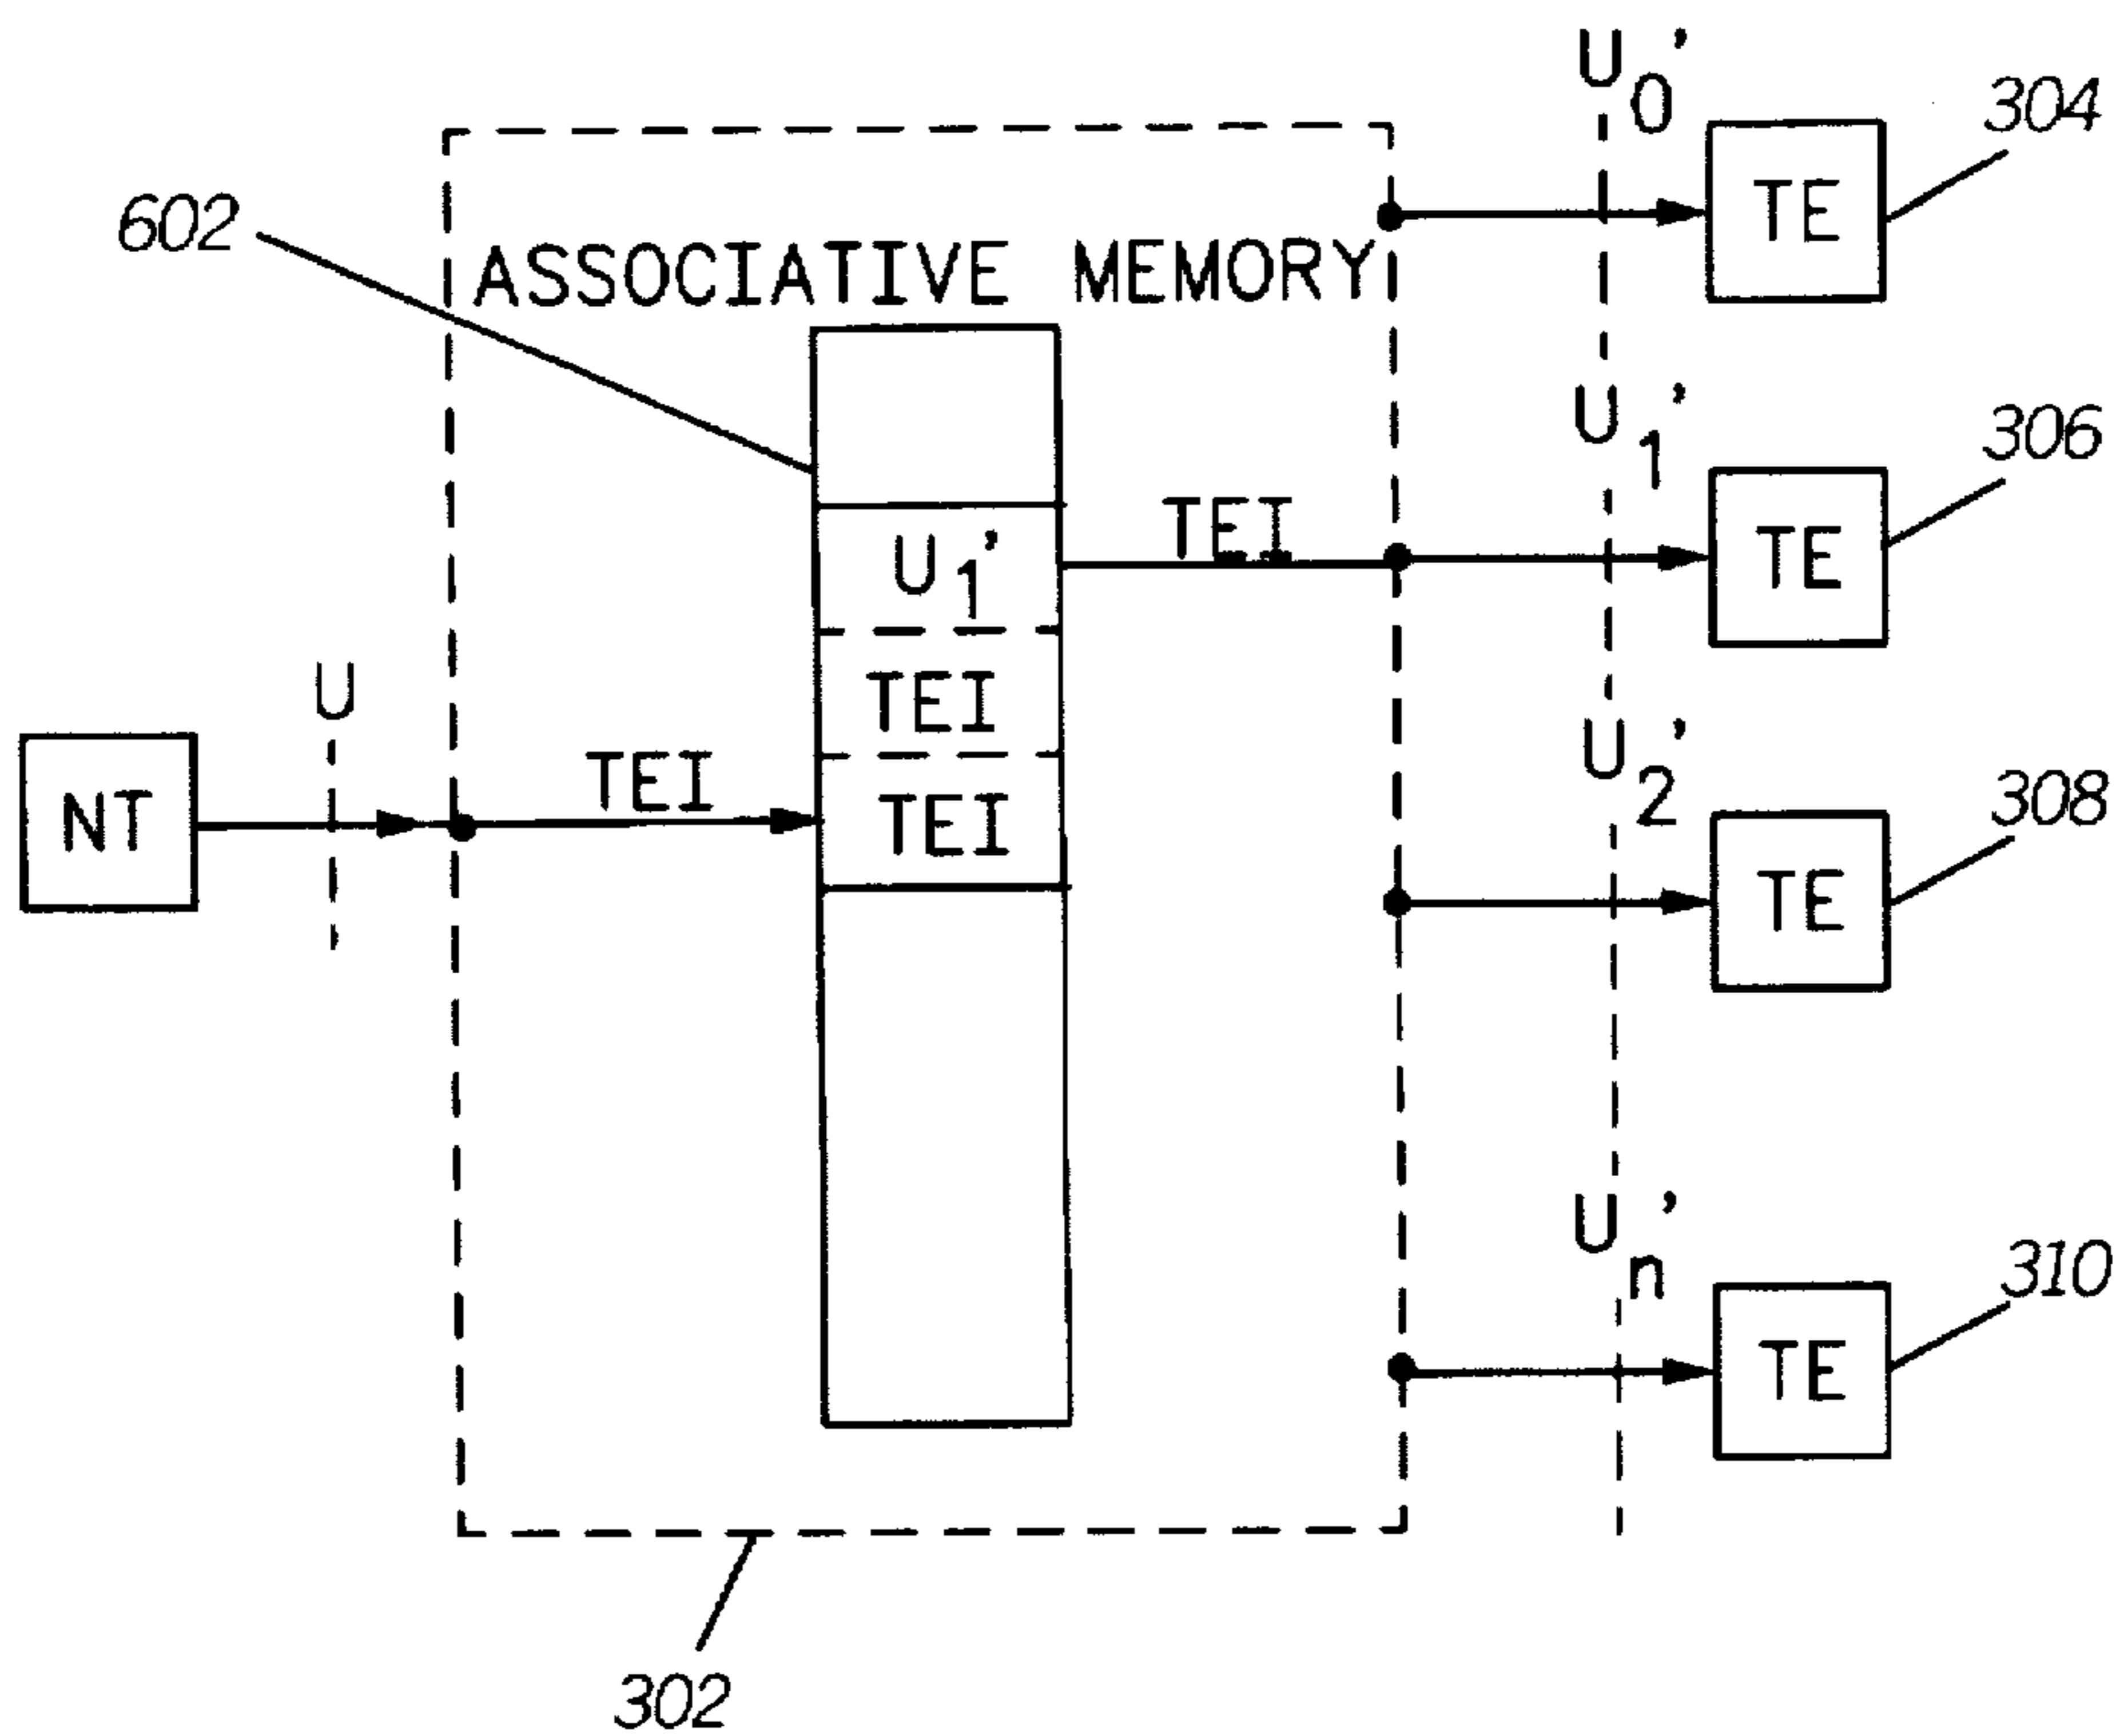 U0'
304
TE
602
ASSOCIATIVE MEMORY
U1'
306
TE
TEI
U1'
TEI
TEI
U
NT
TEI
U2'
308
TE
Un'
310
TE
302